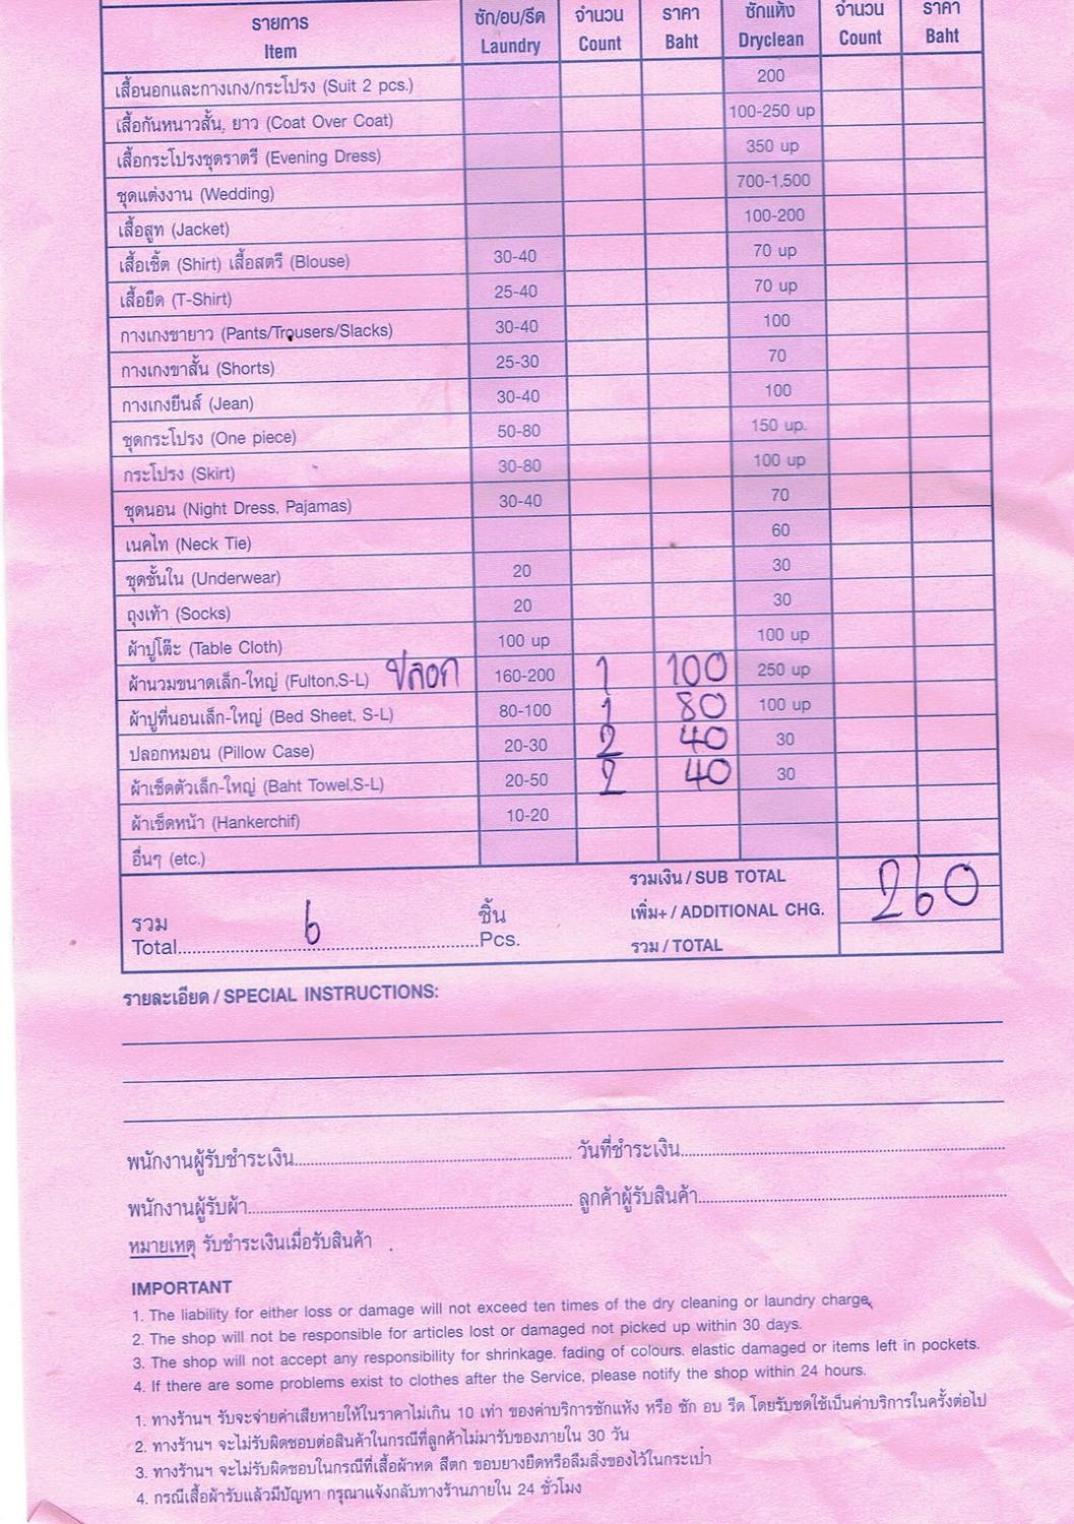 รายการ ซัก/อบ/รีด จำนวน ราคา ซักแห้ง จำนวน ราคา
Item Laundry Count Baht Dryclean Count Baht
เสื้อนอกและกางเกง/กระโปรง (Suit 2 pcs.) 200
เสื้อกันหนาวสั้น, ยาว (Coat Over Coat) 100-250 up
เสื้อกระโปรงชุดราตรี (Evening Dress) 350 up
ชุดแต่งงาน (Wedding) 700-1,500
เสื้อสูท (Jacket) 100-200
เสื้อเชิ้ต (Shirt) เสื้อสตรี (Blouse) 30-40 70 up
เสื้อยืด (T-Shirt) 25-40 70 up
กางเกงขายาว (Pants/Trousers/Slacks) 30-40 100
กางเกงขาสั้น (Shorts) 25-30 70
กางเกงยีนส์ (Jean) 30-40 100
ชุดกระโปรง (One piece) 50-80 150 up.
กระโปรง (Skirt) 30-80 100 up
ชุดนอน (Night Dress, Pajamas) 30-40 70
เนคไท (Neck Tie) 60
ชุดชั้นใน (Underwear) 20 30
ถุงเท้า (Socks) 20 30
ผ้าปูโต๊ะ (Table Cloth) 100 up 100 up
ผ้านวมขนาดเล็ก-ใหญ่ (Fulton,S-L) ปลอก 160-200 1 100 250 up
ผ้าปูที่นอนเล็ก-ใหญ่ (Bed Sheet, S-L) 80-100 1 80 100 up
ปลอกหมอน (Pillow Case) 20-30 2 40 30
ผ้าเช็ดตัวเล็ก-ใหญ่ (Baht Towel,S-L) 20-50 2 40 30
ผ้าเช็ดหน้า (Hankerchif) 10-20
อื่นๆ (etc.)
รวมเงิน / SUB TOTAL 260
รวม ชิ้น เพิ่ม+ / ADDITIONAL CHG.
Total 6 Pcs. รวม / TOTAL
รายละเอียด / SPECIAL INSTRUCTIONS:
พนักงานผู้รับชำระเงิน วันที่ชำระเงิน
พนักงานผู้รับผ้า ลูกค้าผู้รับสินค้า
หมายเหตุ รับชำระเงินเมื่อรับสินค้า
IMPORTANT
1. The liability for either loss or damage will not exceed ten times of the dry cleaning or laundry charge.
2. The shop will not be responsible for articles lost or damaged not picked up within 30 days.
3. The shop will not accept any responsibility for shrinkage. fading of colours. elastic damaged or items left in pockets.
4. If there are some problems exist to clothes after the Service, please notify the shop within 24 hours.
1. ทางร้านฯ รับจะจ่ายค่าเสียหายให้ในราคาไม่เกิน 10 เท่า ของค่าบริการซักแห้ง หรือ ซัก อบ รีด โดยรับชดใช้เป็นค่าบริการในครั้งต่อไป
2. ทางร้านฯ จะไม่รับผิดชอบต่อสินค้าในกรณีที่ลูกค้าไม่มารับของภายใน 30 วัน
3. ทางร้านฯ จะไม่รับผิดชอบในกรณีที่เสื้อผ้าหด สีตก ขอบยางยืดหรือลืมสิ่งของไว้ในกระเป๋า
4. กรณีเสื้อผ้ารับแล้วมีปัญหา กรุณาแจ้งกลับทางร้านภายใน 24 ชั่วโมง